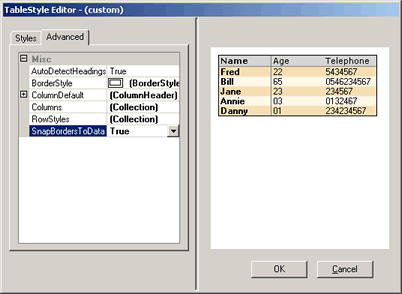 TableStyle Editor - (custom)
Styles Advanced
Misc
AutoDetectHeadings True
BorderStyle (BorderStyle
ColumnDefault (ColumnHeader)
Columns (Collection)
RowStyles (Collection)
SnapBordersToData True
Name Age Telephone
Fred 22 5434567
Bill 65 0546234567
Jane 23 234567
Annie 03 0132467
Danny 01 234234567
OK Cancel